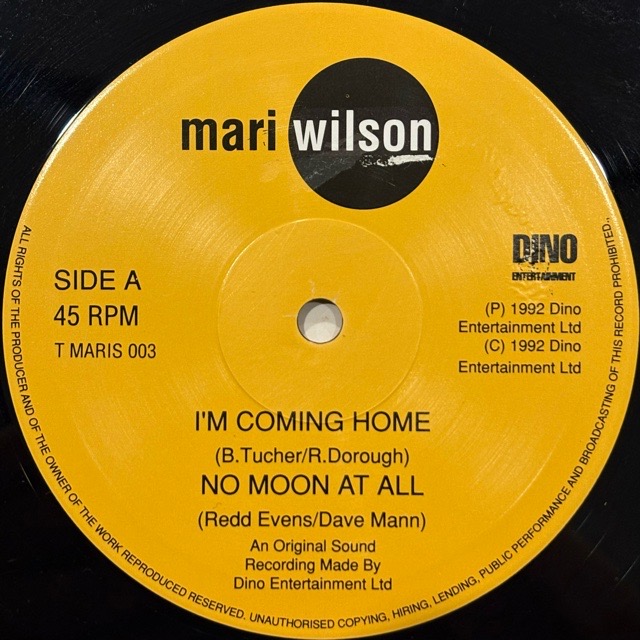 mari wilson
DINO
ENTERTAINMENT
SIDE A
45 RPM
T MARIS 003
(P) 1992 Dino
Entertainment Ltd
(C) 1992 Dino
Entertainment Ltd
I'M COMING HOME
(B.Tucher/R.Dorough)
NO MOON AT ALL
(Redd Evens/Dave Mann)
An Original Sound
Recording Made By
Dino Entertainment Ltd
ALL RIGHTS OF THE PRODUCER AND OF THE OWNER OF THE WORK REPRODUCED RESERVED. UNAUTHORISED COPYING, HIRING, LENDING, PUBLIC PERFORMANCE AND BROADCASTING OF THIS RECORD PROHIBITED.,